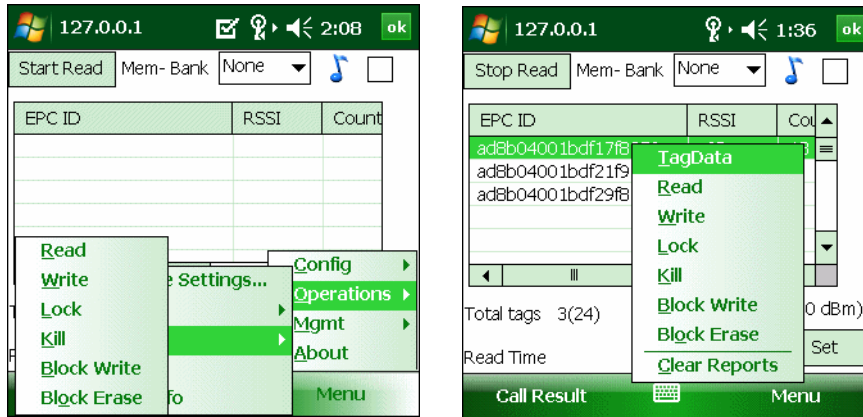 127.0.0.1 2:08 ok
Start Read Mem- Bank None
EPC ID RSSI Count
Read
Write
Lock
Kill
Block Write
Block Erase
Settings...
Config
Operations
Mgmt
About
Menu
127.0.0.1 1:36 ok
Stop Read Mem- Bank None
EPC ID RSSI
ad8b04001bdf17f8
ad8b04001bdf21f9
ad8b04001bdf29f8
TagData
Read
Write
Lock
Kill
Block Write
Block Erase
Clear Reports
Total tags 3(24) 0 dBm)
Read Time Set
Call Result Menu